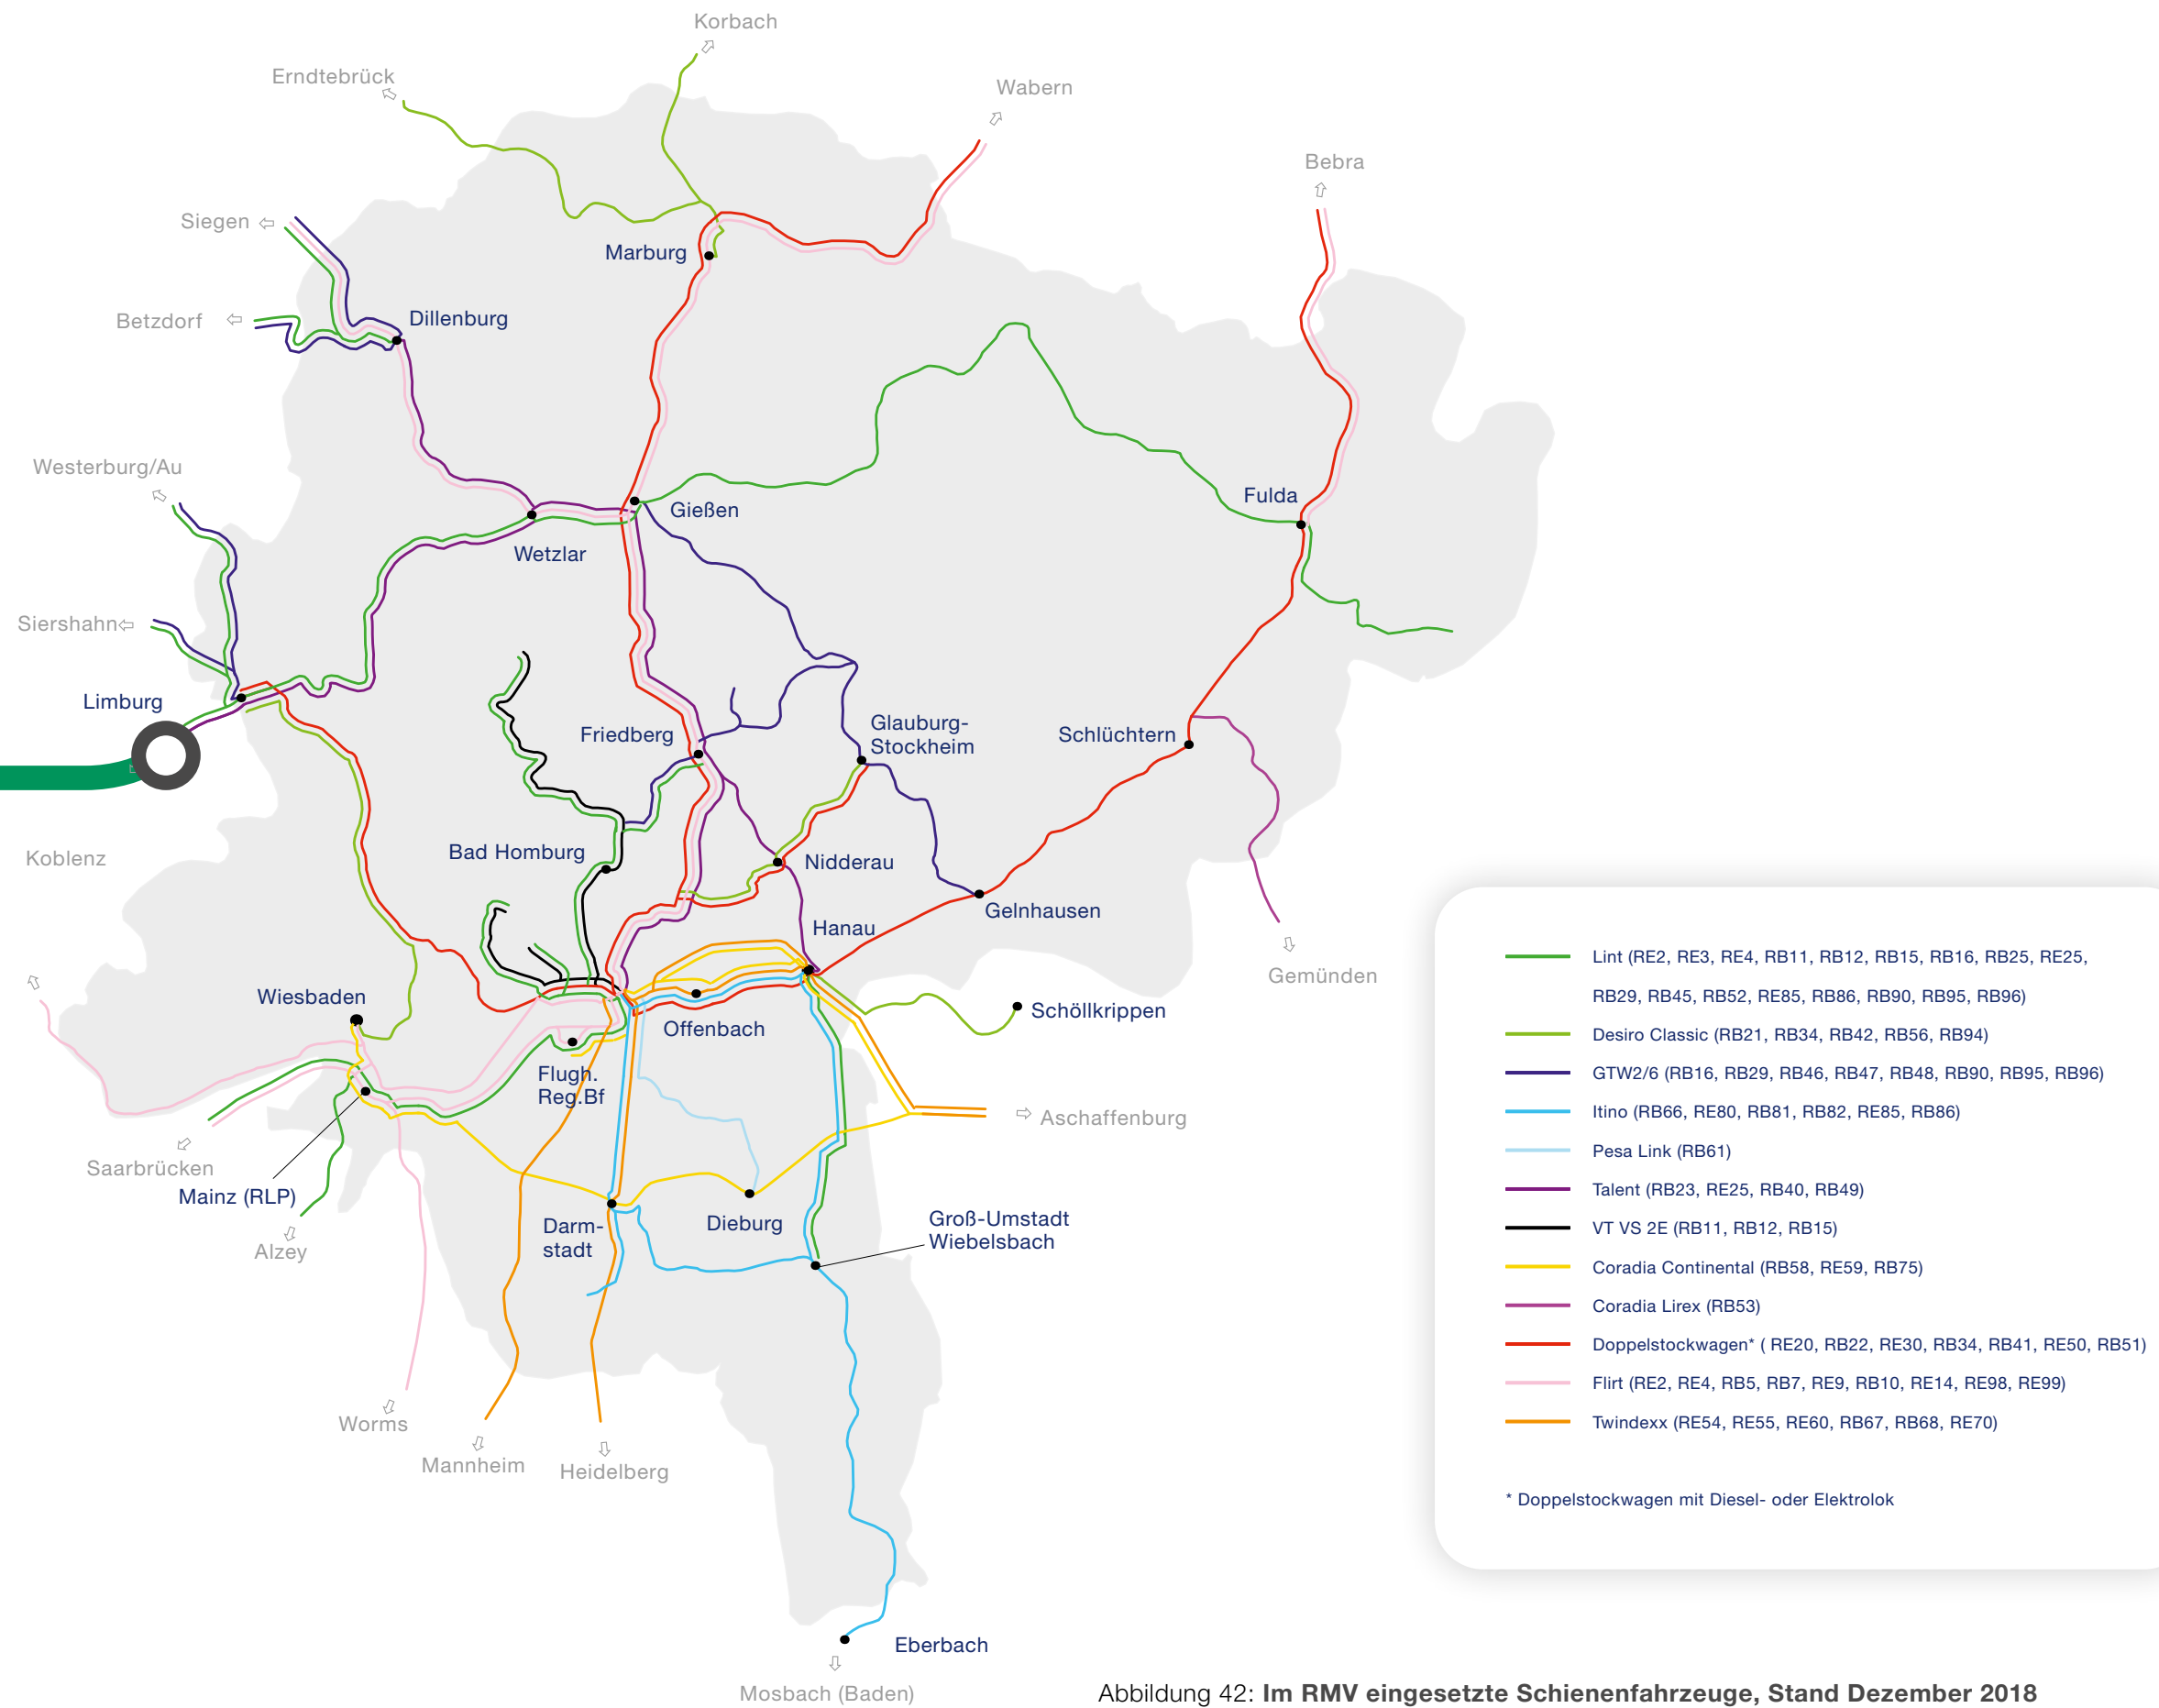 Korbach
Erndtebrück
Wabern
Bebra
Siegen
Marburg
Betzdorf
Dillenburg
Westerburg/Au
Fulda
Gießen
Wetzlar
Siershahn
Limburg
Friedberg
Glauburg-
Stockheim
Schlüchtern
Koblenz
Bad Homburg
Nidderau
Gelnhausen
Hanau
Gemünden
Wiesbaden
Schöllkrippen
Offenbach
Flugh.
Reg.Bf
Aschaffenburg
Saarbrücken
Mainz (RLP)
Alzey
Darm-
stadt
Dieburg
Groß-Umstadt
Wiebelsbach
Worms
Mannheim
Heidelberg
Eberbach
Mosbach (Baden)
Lint (RE2, RE3, RE4, RB11, RB12, RB15, RB16, RB25, RE25,
RB29, RB45, RB52, RE85, RB86, RB90, RB95, RB96)
Desiro Classic (RB21, RB34, RB42, RB56, RB94)
GTW2/6 (RB16, RB29, RB46, RB47, RB48, RB90, RB95, RB96)
Itino (RB66, RE80, RB81, RB82, RE85, RB86)
Pesa Link (RB61)
Talent (RB23, RE25, RB40, RB49)
VT VS 2E (RB11, RB12, RB15)
Coradia Continental (RB58, RE59, RB75)
Coradia Lirex (RB53)
Doppelstockwagen* ( RE20, RB22, RE30, RB34, RB41, RE50, RB51)
Flirt (RE2, RE4, RB5, RB7, RE9, RB10, RE14, RE98, RE99)
Twindexx (RE54, RE55, RE60, RB67, RB68, RE70)
* Doppelstockwagen mit Diesel- oder Elektrolok
Abbildung 42: Im RMV eingesetzte Schienenfahrzeuge, Stand Dezember 2018